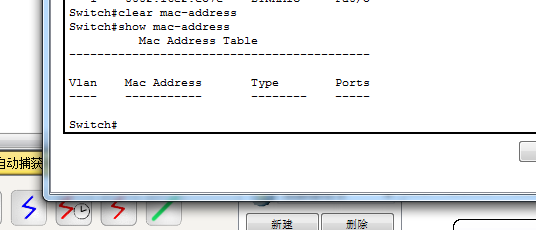 Switch#clear mac-address
Switch#show mac-address
Mac Address Table
-------------------------------------------
Vlan    Mac Address       Type        Ports
----    -----------       --------    -----
Switch#
自动捕获
新建 删除